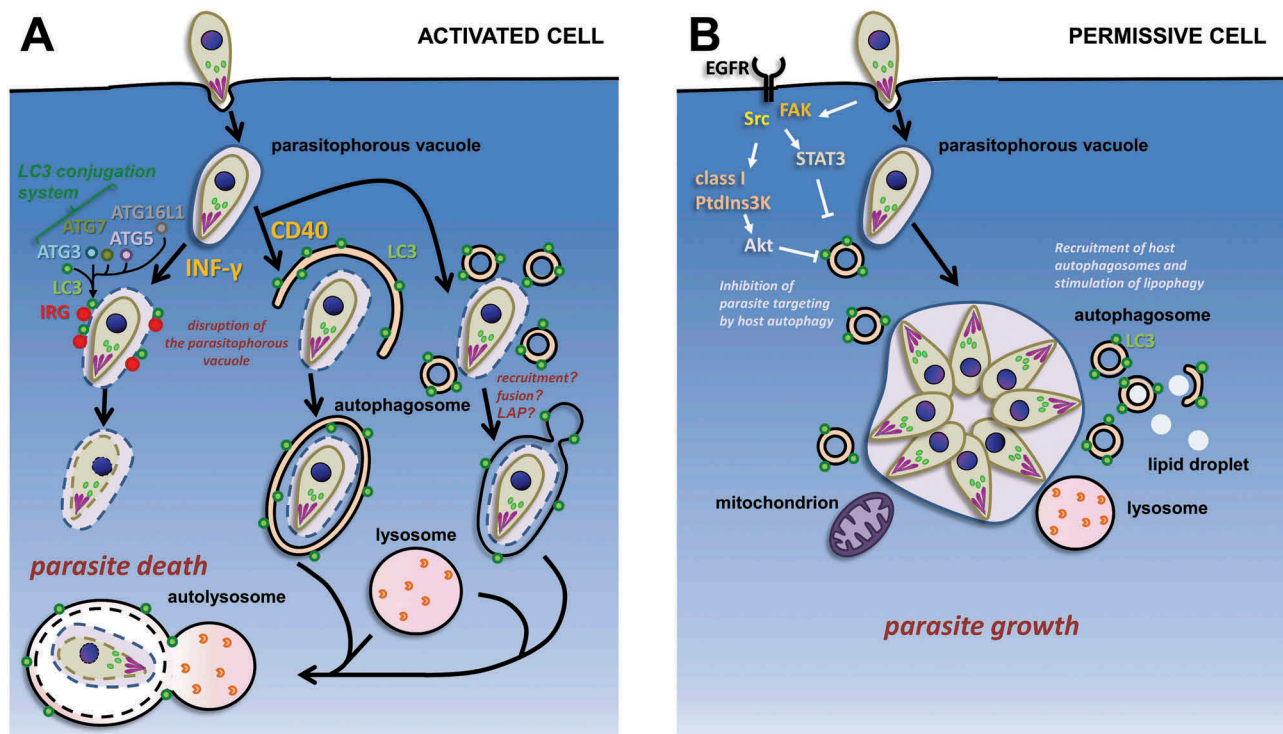 A
ACTIVATED CELL
parasitophorous vacuole
LC3 conjugation
system
ATG16L1
ATG7
ATG5
ATG3
CD40
INF-γ
LC3
LC3
IRG
disruption of
the parasitophorous
vacuole
recruitment?
fusion?
LAP?
autophagosome
lysosome
parasite death
autolysosome
B
PERMISSIVE CELL
EGFR
FAK
Src
parasitophorous vacuole
STAT3
class I
PtdIns3K
Akt
Recruitment of host
autophagosomes and
stimulation of lipophagy
Inhibition of
parasite targeting
by host autophagy
autophagosome
LC3
lipid droplet
mitochondrion
lysosome
parasite growth